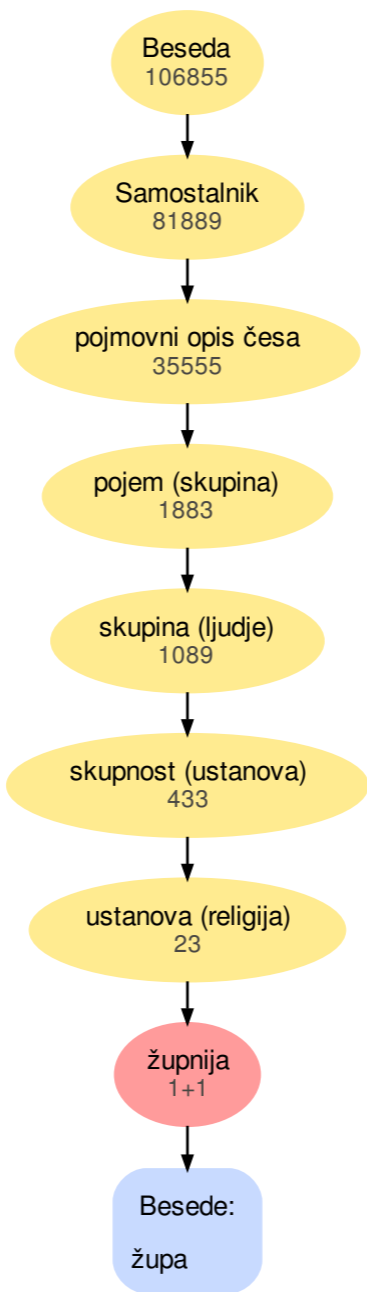 Beseda
106855
Samostalnik
81889
pojmovni opis česa
35555
pojem (skupina)
1883
skupina (ljudje)
1089
skupnost (ustanova)
433
ustanova (religija)
23
župnija
1+1
Besede:
župa